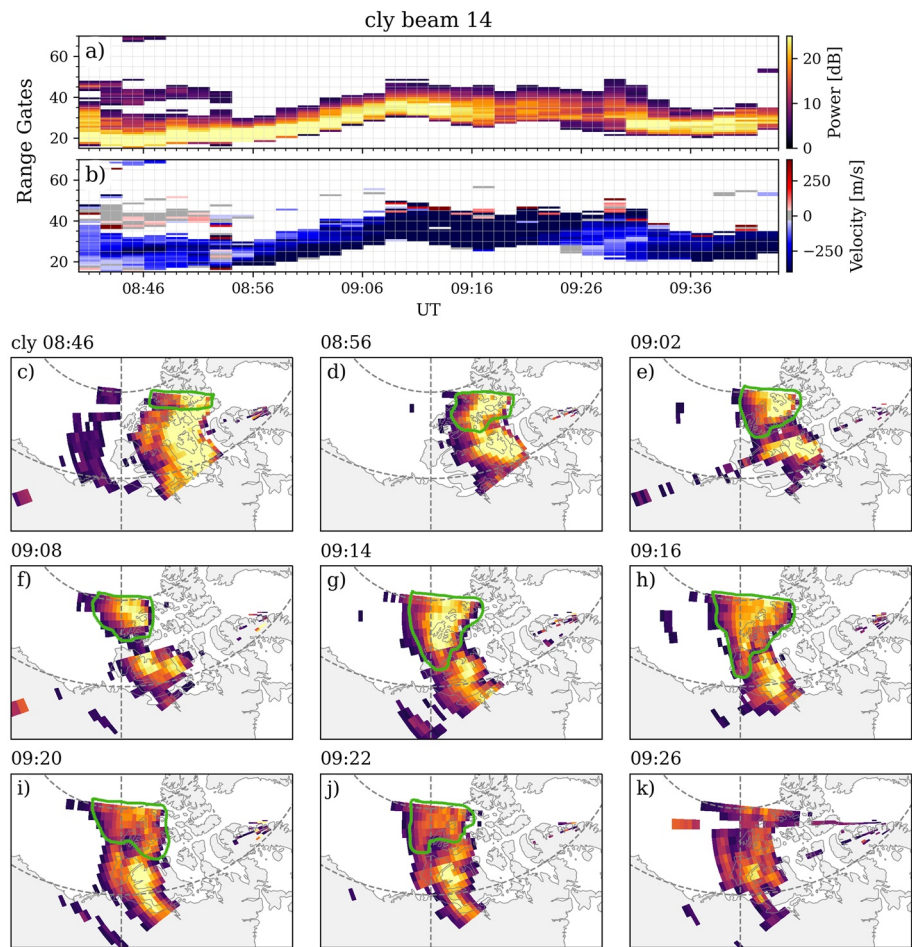 cly beam 14
a)
60
40
20
Range Gates
20
10
0
Power [dB]
b)
60
40
20
250
0
−250
Velocity [m/s]
08:46 08:56 09:06 09:16 09:26 09:36
UT
cly 08:46 08:56 09:02
c) d) e)
09:08 09:14 09:16
f) g) h)
09:20 09:22 09:26
i) j) k)